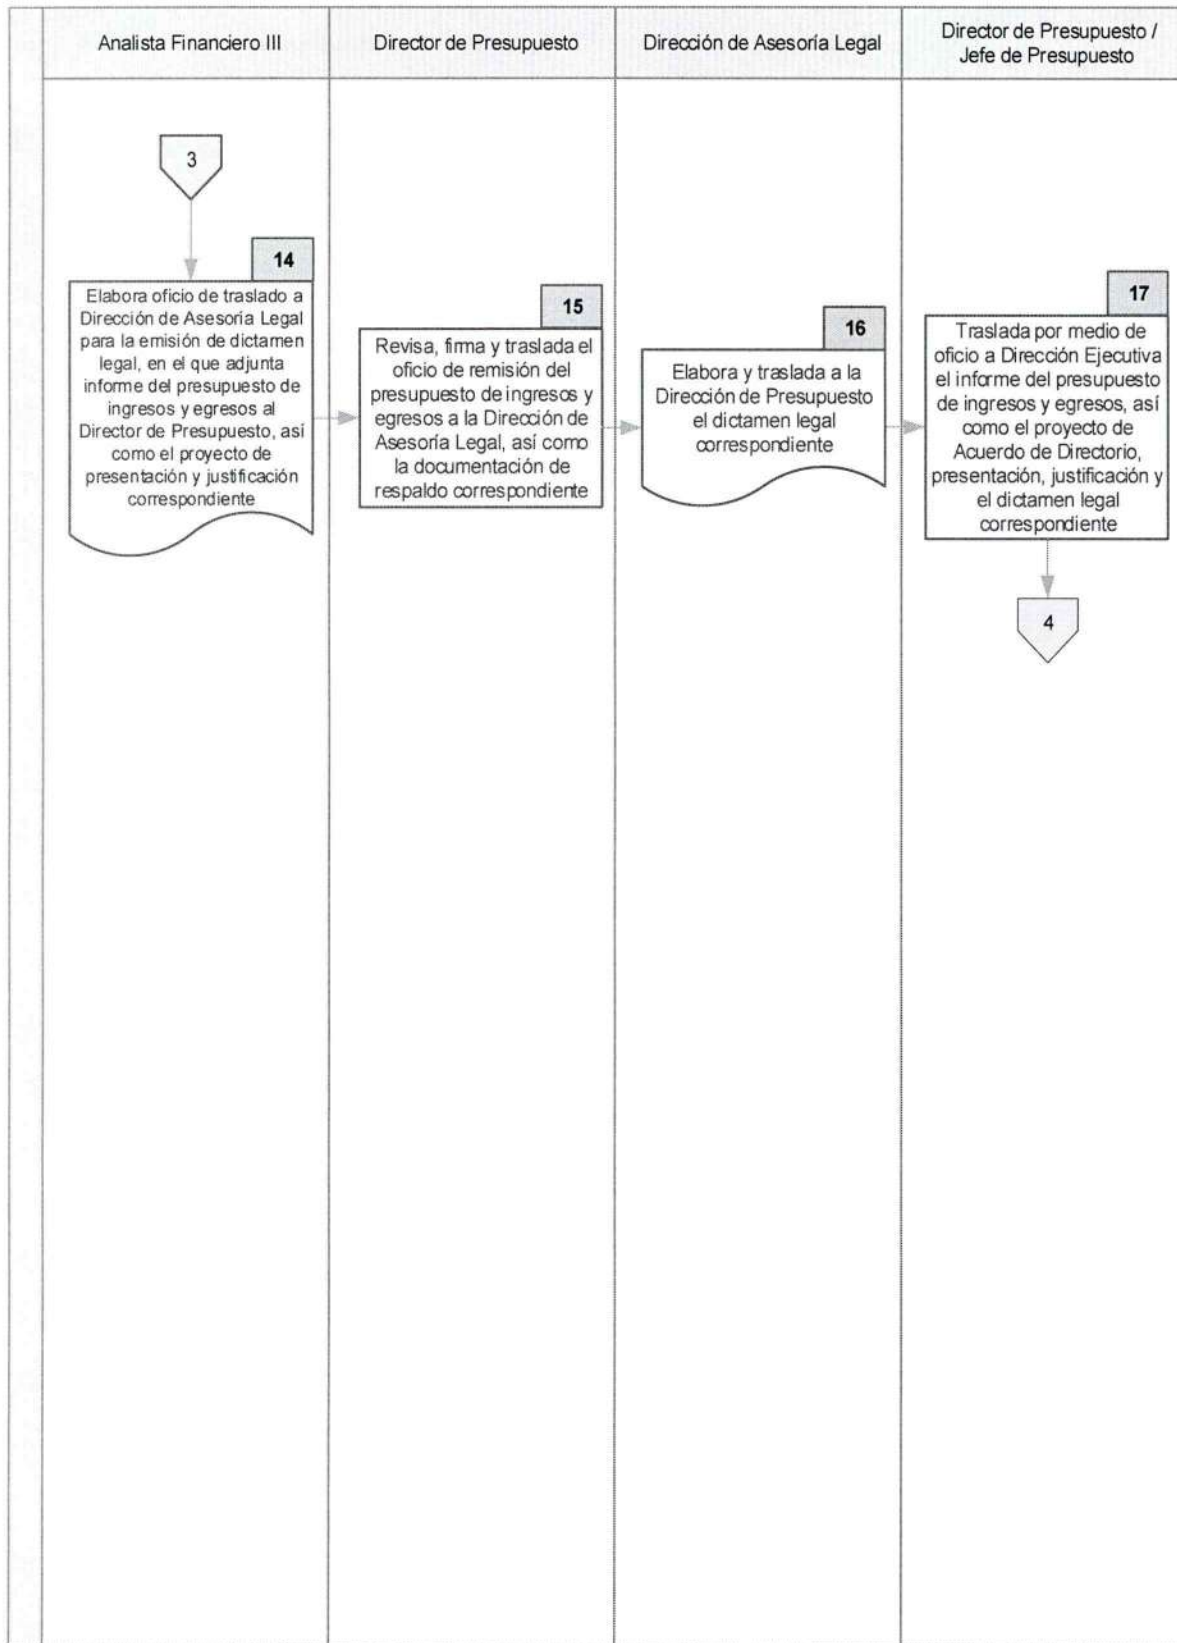 Analista Financiero III
Director de Presupuesto
Dirección de Asesoría Legal
Director de Presupuesto /
Jefe de Presupuesto
3
14
Elabora oficio de traslado a
Dirección de Asesoría Legal
para la emisión de dictamen
legal, en el que adjunta
informe del presupuesto de
ingresos y egresos al
Director de Presupuesto, así
como el proyecto de
presentación y justificación
correspondiente
15
Revisa, firma y traslada el
oficio de remisión del
presupuesto de ingresos y
egresos a la Dirección de
Asesoría Legal, así como
la documentación de
respaldo correspondiente
16
Elabora y traslada a la
Dirección de Presupuesto
el dictamen legal
correspondiente
17
Traslada por medio de
oficio a Dirección Ejecutiva
el informe del presupuesto
de ingresos y egresos, así
como el proyecto de
Acuerdo de Directorio,
presentación, justificación y
el dictamen legal
correspondiente
4